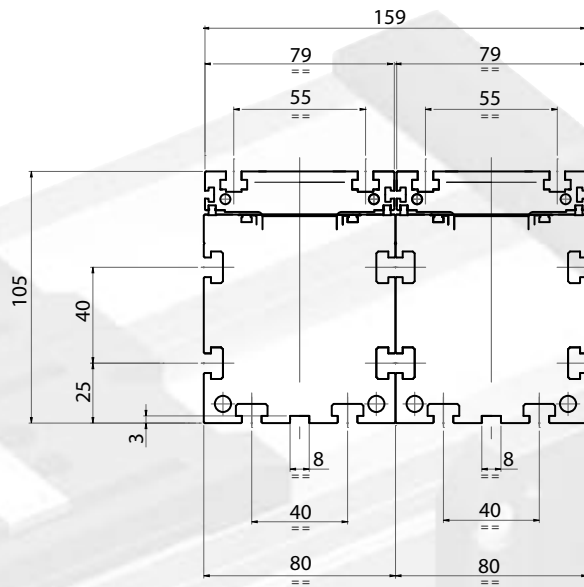 159
79 79
= = = =
55 55
= = = =
105
40
25
3
8 8
= = = =
40 40
= = = =
80 80
= = = =